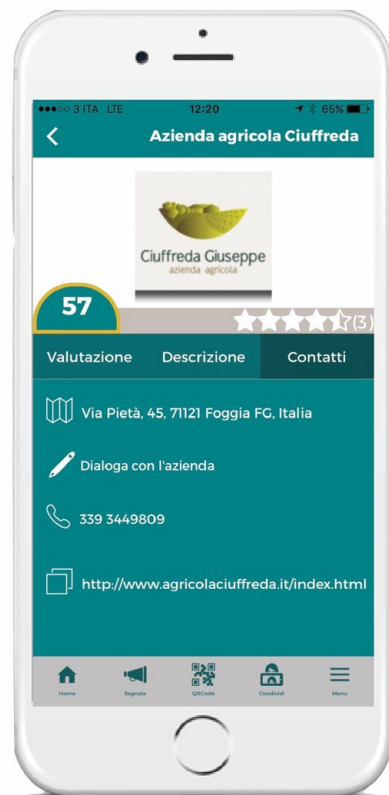 ●●●○○ 3 ITA LTE 12:20 65%
Azienda agricola Ciuffreda
Ciuffreda Giuseppe
azienda agricola
57
(3)
Valutazione Descrizione Contatti
Via Pietà, 45, 71121 Foggia FG, Italia
Dialoga con l'azienda
339 3449809
http://www.agricolaciuffreda.it/index.html
Home Segnala QRCode Condividi Menu